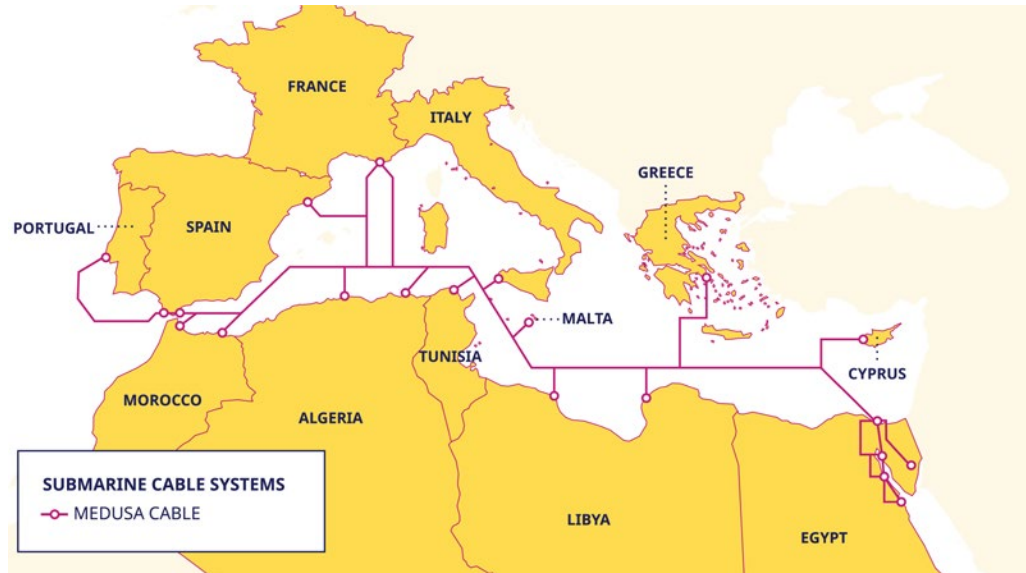 FRANCE
ITALY
GREECE
PORTUGAL
SPAIN
MALTA
TUNISIA
CYPRUS
MOROCCO
ALGERIA
SUBMARINE CABLE SYSTEMS
MEDUSA CABLE
LIBYA
EGYPT